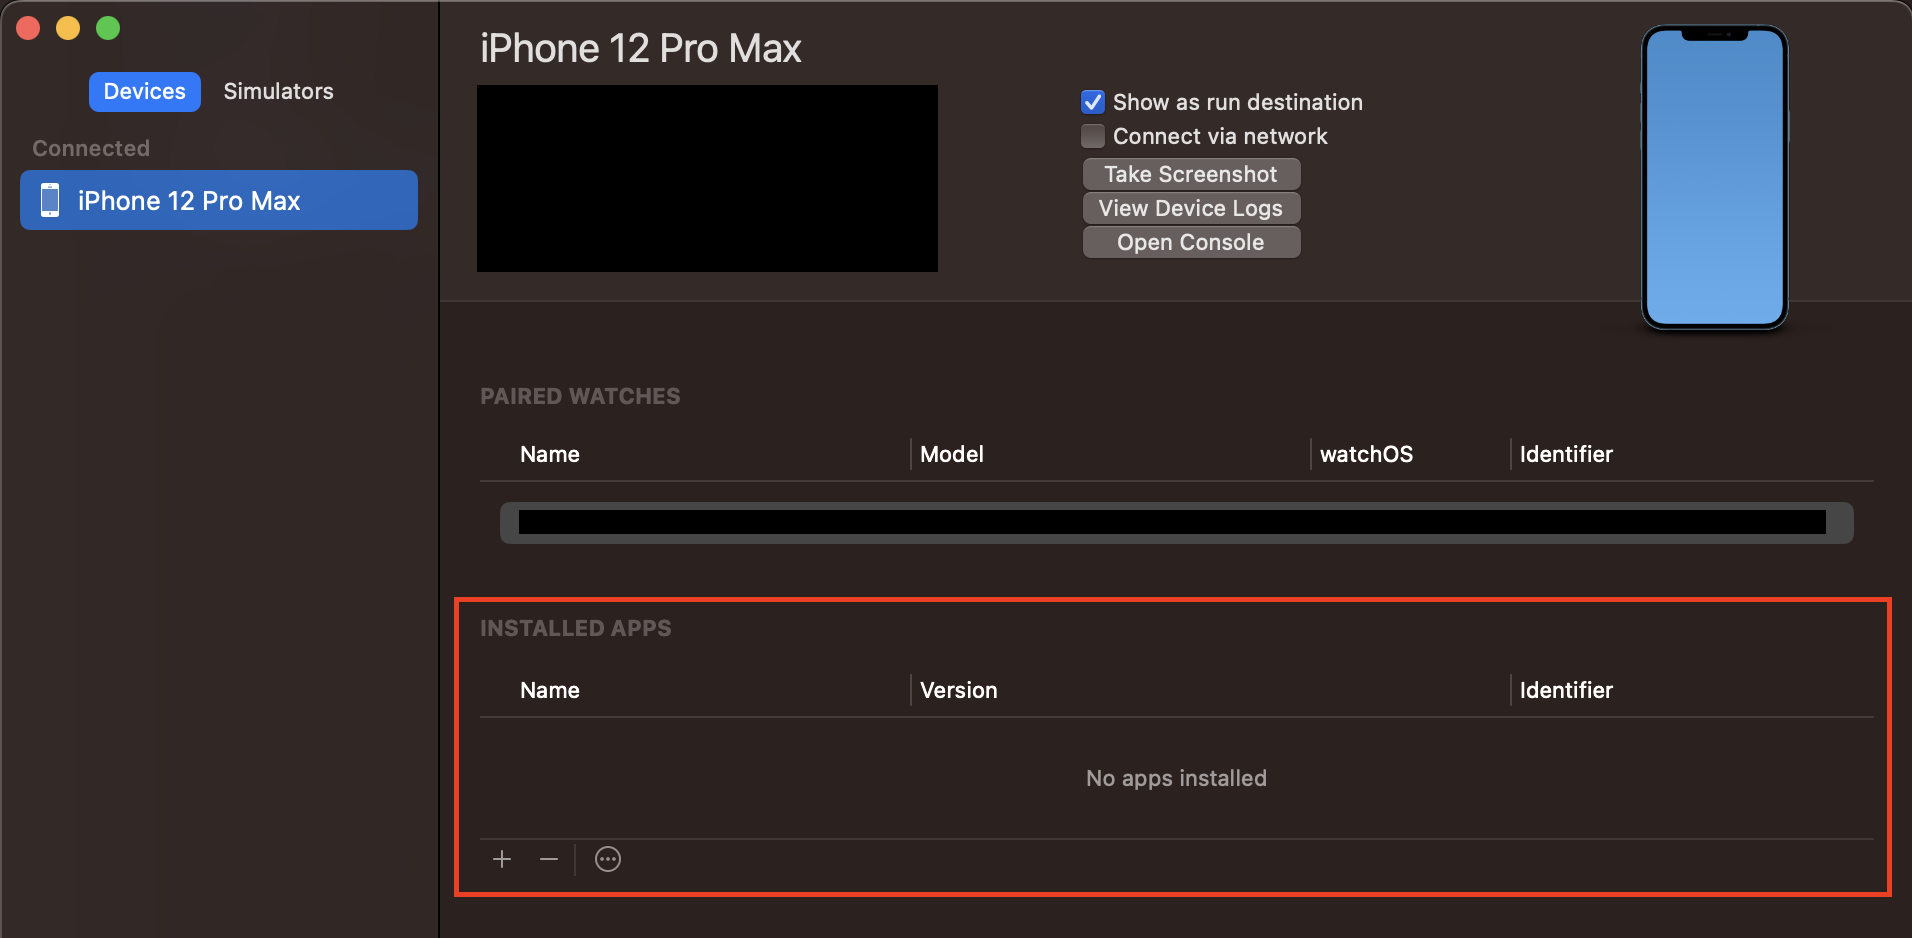 iPhone 12 Pro Max
Devices
Simulators
Connected
iPhone 12 Pro Max
Show as run destination
Connect via network
Take Screenshot
View Device Logs
Open Console
PAIRED WATCHES
Name Model watchOS Identifier
INSTALLED APPS
Name Version Identifier
No apps installed